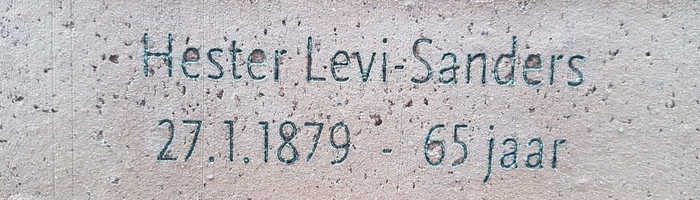 Hester Levi-Sanders
27.1.1879 - 65 jaar